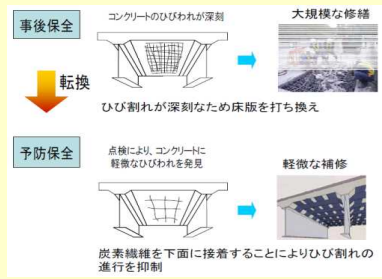 事後保全
コンクリートのひびわれが深刻
大規模な修繕
転換
ひび割れが深刻なため床版を打ち換え
予防保全
点検により、コンクリートに
軽微なひびわれを発見
軽微な補修
炭素繊維を下面に接着することによりひび割れの
進行を抑制